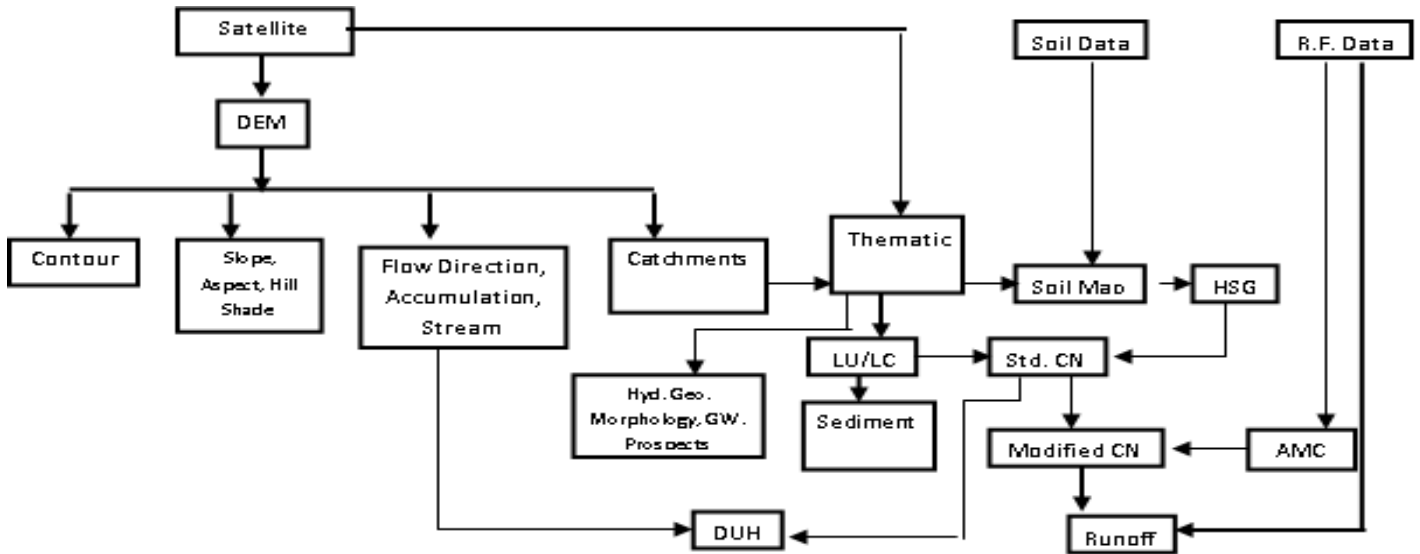 Satellite
Soil Data
R.F. Data
DEM
Contour
Slope,
Aspect, Hill
Shade
Flow Direction,
Accumulation,
Stream
Catchments
Thematic
Soil Map
HSG
LU/LC
Std. CN
Hyd. Geo.
Morphology, GW.
Prospects
Sediment
Modified CN
AMC
DUH
Runoff